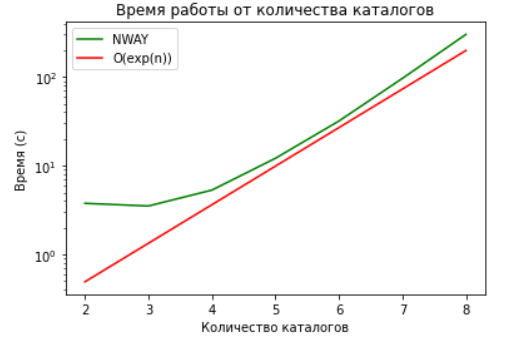 Время работы от количества каталогов
NWAY
O(exp(n))
Время (с)
10²
10¹
10⁰
2 3 4 5 6 7 8
Количество каталогов